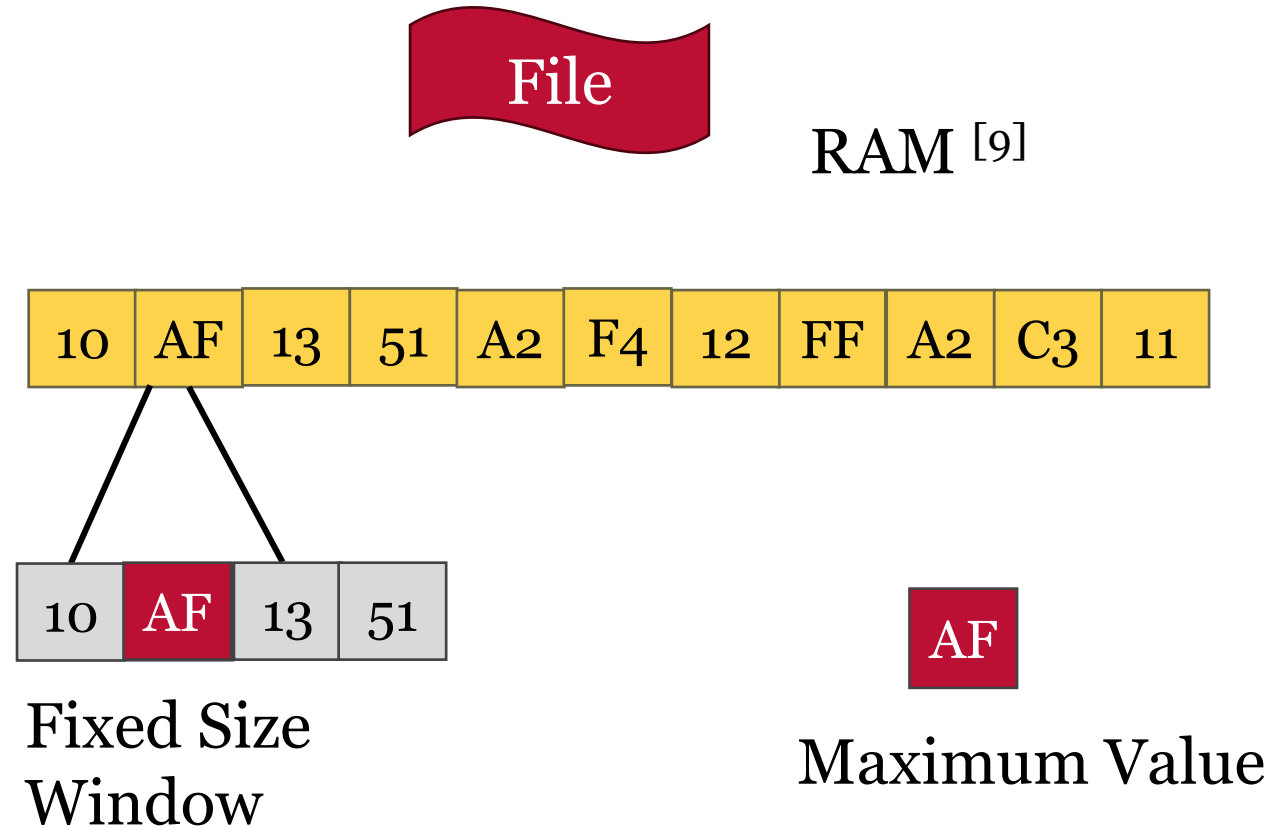 File
RAM [9]
10 AF 13 51 A2 F4 12 FF A2 C3 11
10 AF 13 51
AF
Fixed Size
Window
Maximum Value